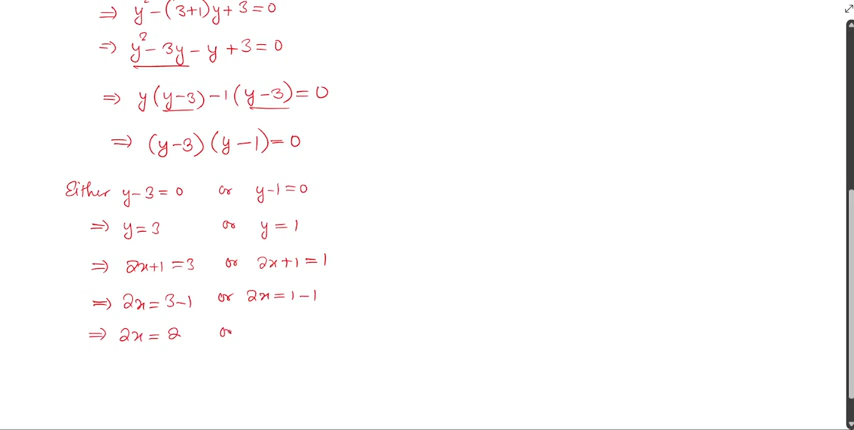 ⇒ y² − (3+1)y + 3 = 0
⇒ y² − 3y − y + 3 = 0
⇒ y(y−3) −1(y−3) = 0
⇒ (y−3)(y−1) = 0
Either y−3 = 0 or y−1 = 0
⇒ y = 3 or y = 1
⇒ 2x+1 = 3 or 2x+1 = 1
⇒ 2x = 3−1 or 2x = 1−1
⇒ 2x = 2 or